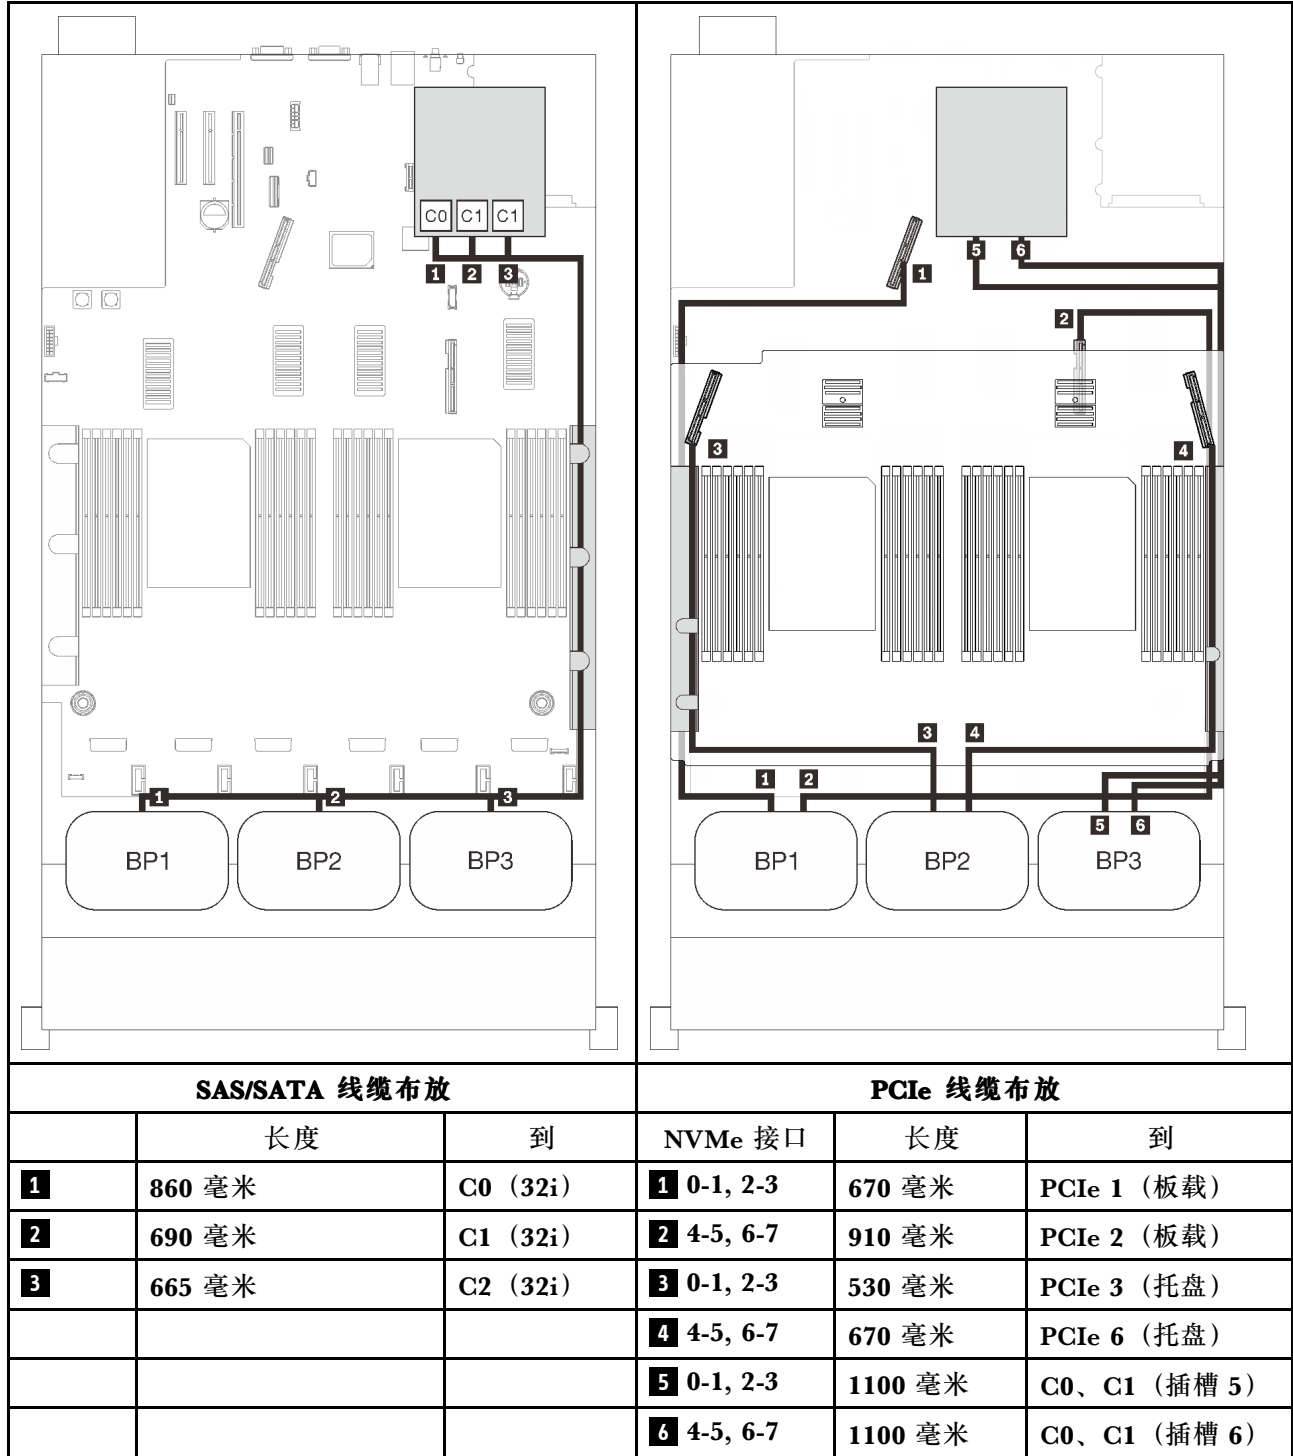 C0 C1 C1
1 2 3
1 2 3
BP1 BP2 BP3
5 6
1
2
3 4
3 4
1 2
5 6
BP1 BP2 BP3
SAS/SATA 线缆布放 PCIe 线缆布放
长度 到 NVMe 接口 长度 到
1 860 毫米 C0（32i） 1 0-1, 2-3 670 毫米 PCIe 1（板载）
2 690 毫米 C1（32i） 2 4-5, 6-7 910 毫米 PCIe 2（板载）
3 665 毫米 C2（32i） 3 0-1, 2-3 530 毫米 PCIe 3（托盘）
4 4-5, 6-7 670 毫米 PCIe 6（托盘）
5 0-1, 2-3 1100 毫米 C0、C1（插槽 5）
6 4-5, 6-7 1100 毫米 C0、C1（插槽 6）